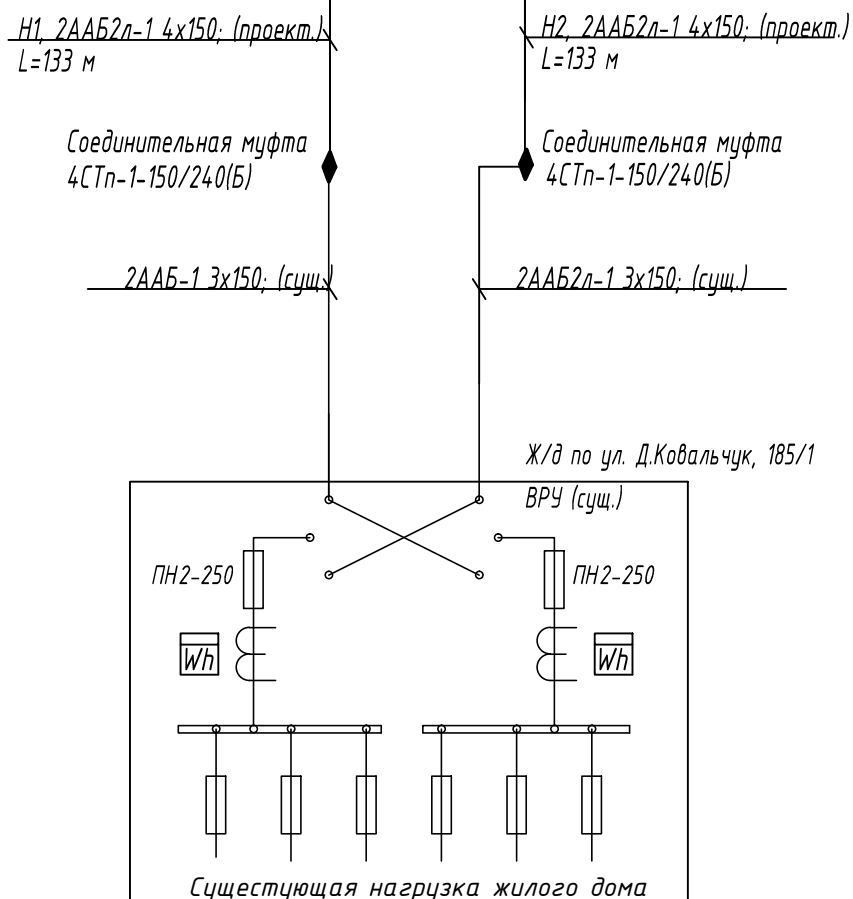 Н1, 2ААБ2л-1 4х150; (проект.)
L=133 м
Н2, 2ААБ2л-1 4х150; (проект.)
L=133 м
Соединительная муфта
4СТп-1-150/240(Б)
Соединительная муфта
4СТп-1-150/240(Б)
2ААБ-1 3х150; (сущ.)
2ААБ2л-1 3х150; (сущ.)
Ж/д по ул. Д.Ковальчук, 185/1
ВРУ (сущ.)
ПН2-250
ПН2-250
Wh
Wh
Сущестующая нагрузка жилого дома